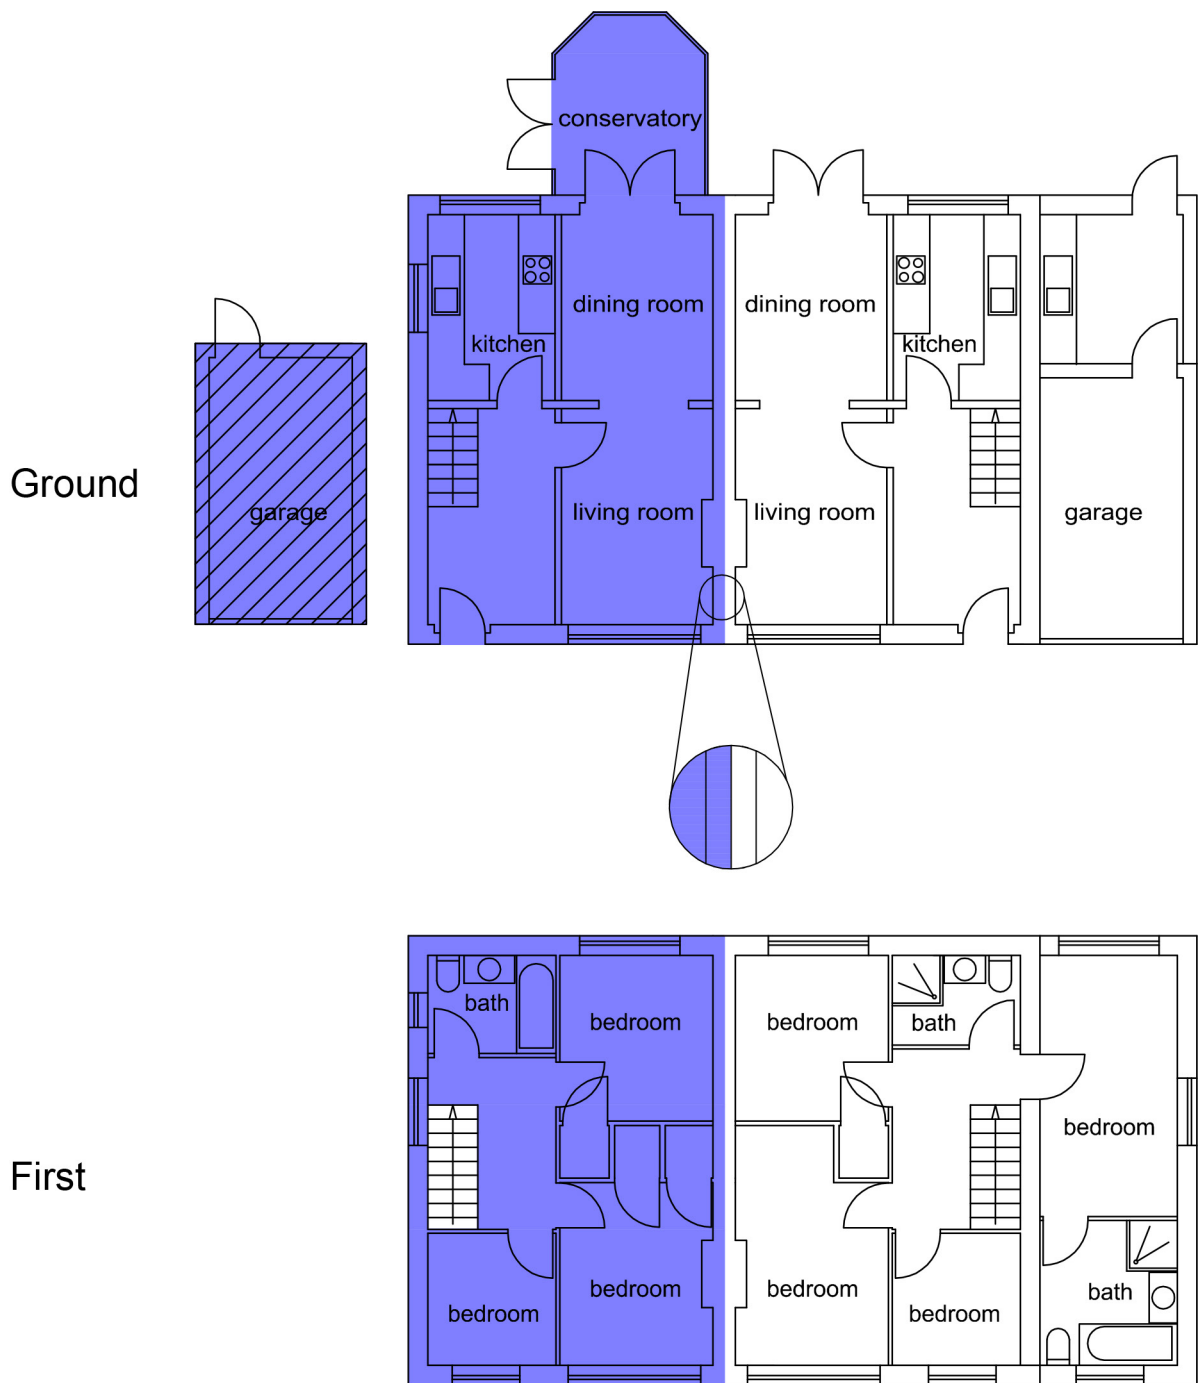 conservatory
dining room
dining room
kitchen
kitchen
Ground
garage
living room
living room
garage
bath
bedroom
bedroom
bath
bedroom
First
bedroom
bedroom
bedroom
bedroom
bath